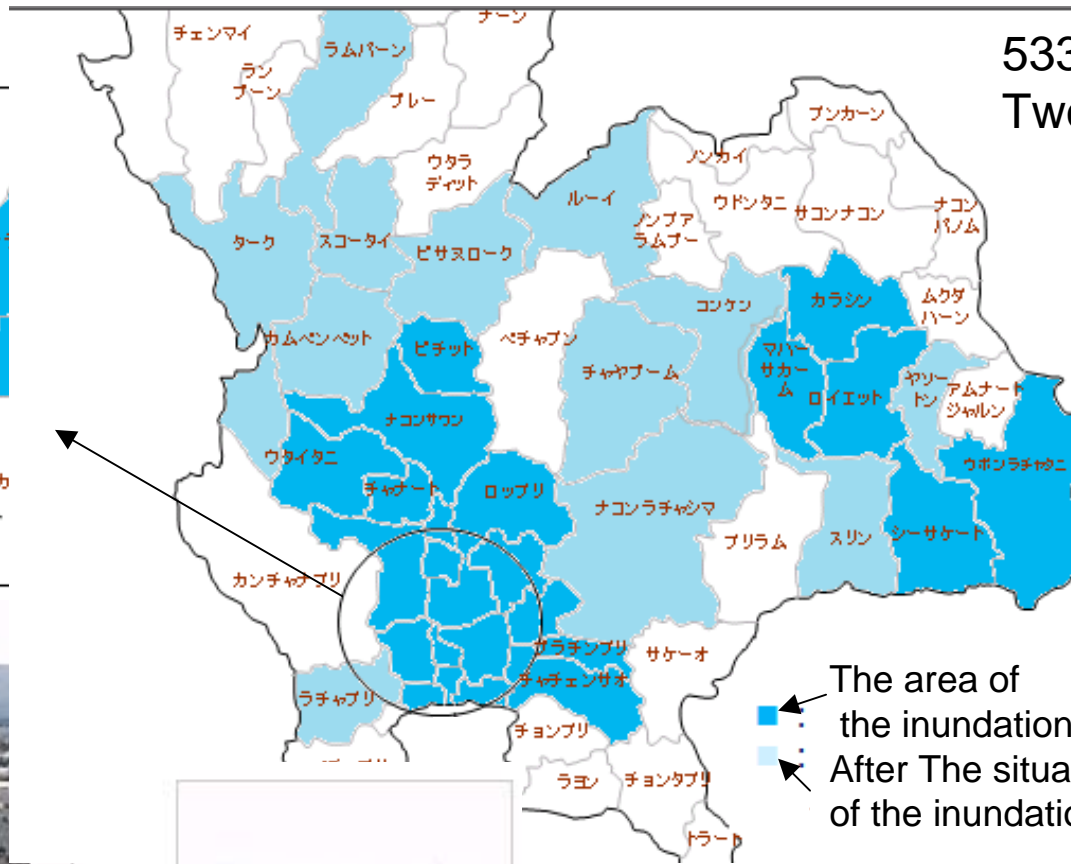 チェンマイ
ラムパーン
ナーン
533
Two
ラン
プーン
プレー
ブンカーン
ウタラ
ディット
ノンカイ
ルーイ
ウドンタニ
サコンナコン
ナコン
パノム
ノンブア
ラムプー
ターク
スコータイ
ピサヌローク
コンケン
カラシン
ムクダ
ハーン
カムペンペット
ピチット
ペチャブン
チャヤプーム
マハー
サカー
ム
ロイエット
ヤソー
トン
アムナート
ジャルン
ナコンサワン
ウタイタニ
チャナート
ロッブリ
ナコンラチャシマ
ウボンラチャタニ
ブリラム
スリン
シーサケート
カンチャナブリ
プラチンブリ
サケーオ
ラチャブリ
チャチェンサオ
チョンブリ
ラヨン
チョンタブリ
トラート
The area of
the inundation
:
After The situa
:
of the inundatio